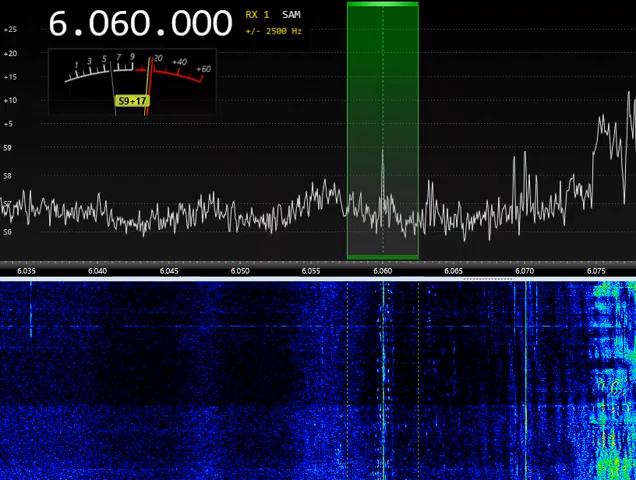 6.060.000 RX 1 SAM
+/- 2500 Hz
1 3 5 7 9 20 +40 +60
S9+17
+25
+20
+15
+10
+5
S9
S8
S7
S6
6.035 6.040 6.045 6.050 6.055 6.060 6.065 6.070 6.075